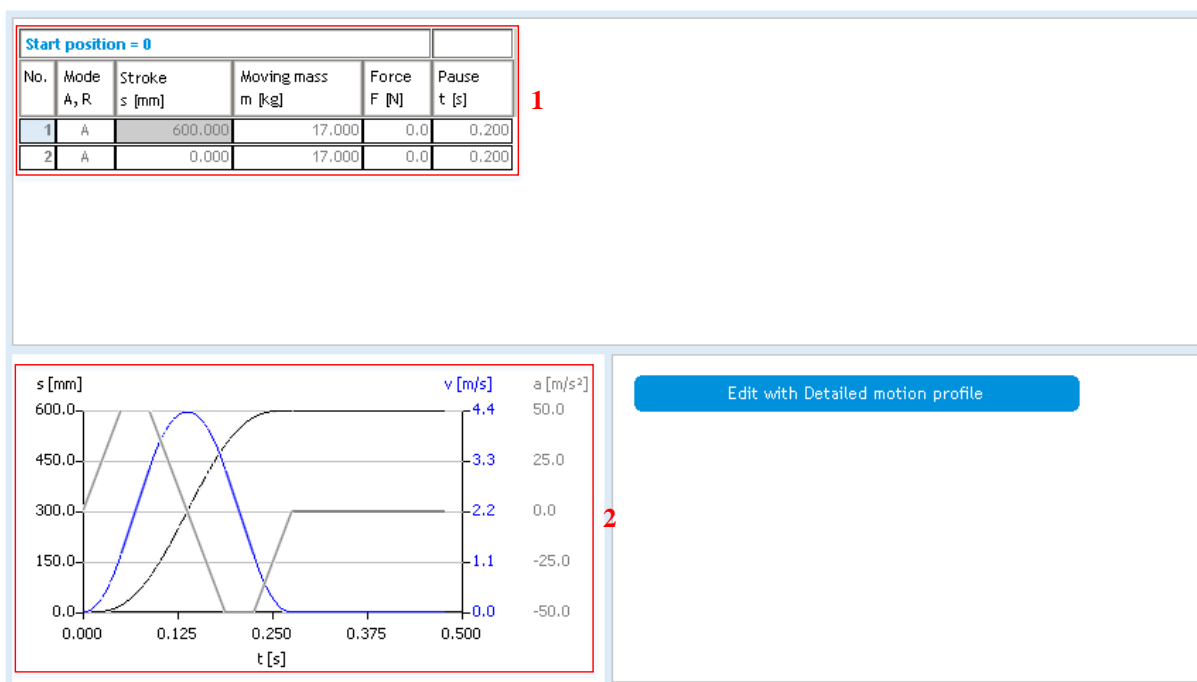 Start position = 0
No. Mode A, R Stroke s [mm] Moving mass m [kg] Force F [N] Pause t [s]
1 A 600.000 17.000 0.0 0.200
2 A 0.000 17.000 0.0 0.200
1
s [mm] v [m/s] a [m/s²]
600.0 4.4 50.0
450.0 3.3 25.0
300.0 2.2 0.0
150.0 1.1 -25.0
0.0 0.0 -50.0
0.000 0.125 0.250 0.375 0.500
t [s]
2
Edit with Detailed motion profile